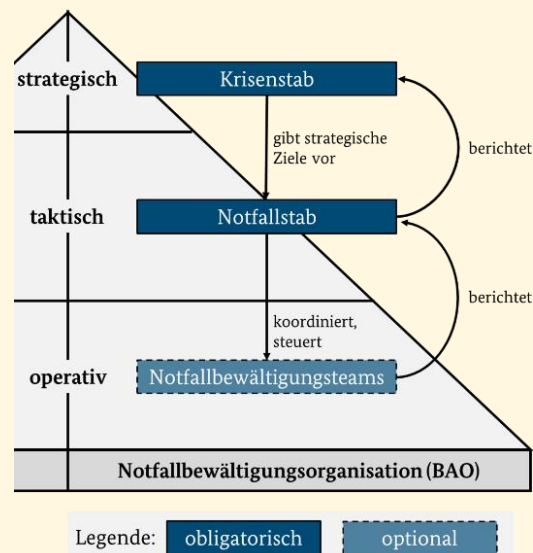 strategisch
Krisenstab
gibt strategische
Ziele vor
berichtet
taktisch
Notfallstab
koordiniert,
steuert
berichtet
operativ
Notfallbewältigungsteams
Notfallbewältigungsorganisation (BAO)
Legende:
obligatorisch
optional